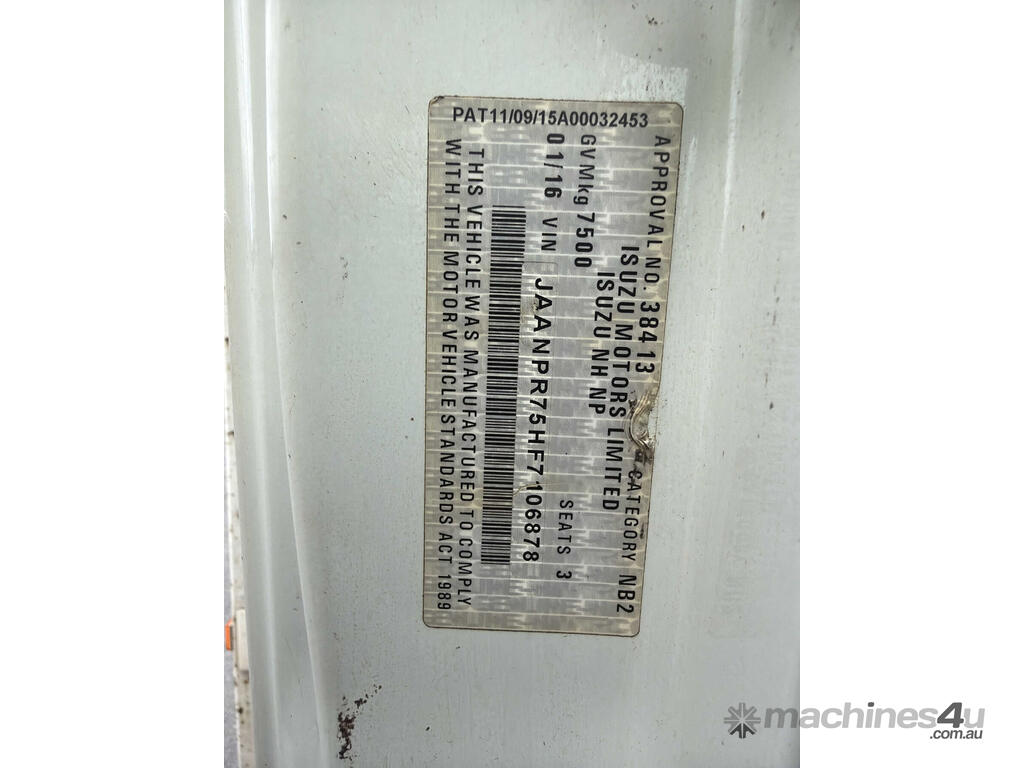 PAT11/09/15A00032453
APPROVAL NO. 38413 CATEGORY NB2
ISUZU MOTORS LIMITED
ISUZU NH NP
GVMkg 7500 SEATS 3
01/16 VIN JAANPR75HF7106878
THIS VEHICLE WAS MANUFACTURED TO COMPLY
WITH THE MOTOR VEHICLE STANDARDS ACT 1989
machines4u
.com.au